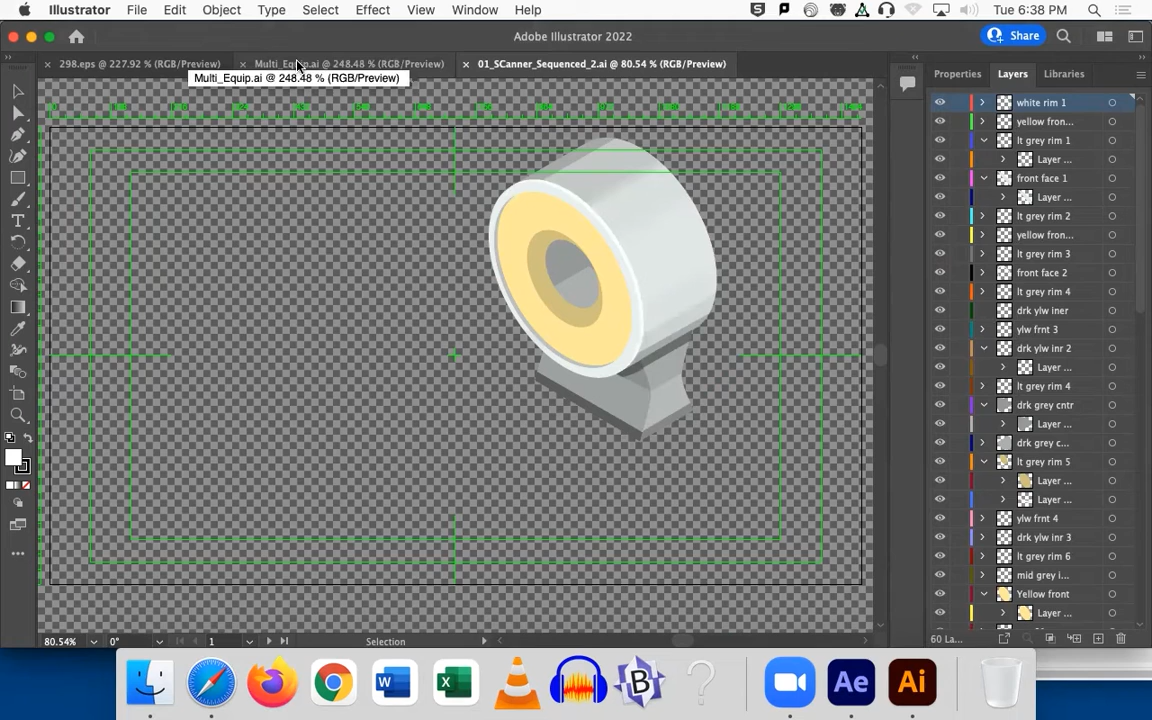 Illustrator File Edit Object Type Select Effect View Window Help Tue 6:38 PM
Adobe Illustrator 2022
Share
298.eps @ 227.92 % (RGB/Preview)
Multi_Equip.ai @ 248.48 % (RGB/Preview)
01_SCanner_Sequenced_2.ai @ 80.54 % (RGB/Preview)
Multi_Equip.ai @ 248.48 % (RGB/Preview)
Properties Layers Libraries
white rim 1
yellow fron...
lt grey rim 1
Layer ...
front face 1
Layer ...
lt grey rim 2
yellow fron...
lt grey rim 3
front face 2
lt grey rim 4
drk ylw iner
ylw frnt 3
drk ylw inr 2
Layer ...
lt grey rim 4
drk grey cntr
Layer ...
drk grey c...
lt grey rim 5
Layer ...
Layer ...
ylw frnt 4
drk ylw inr 3
lt grey rim 6
mid grey i...
Yellow front
Layer ...
60 La...
80.54% 0° 1 Selection
W X B ? Ae Ai